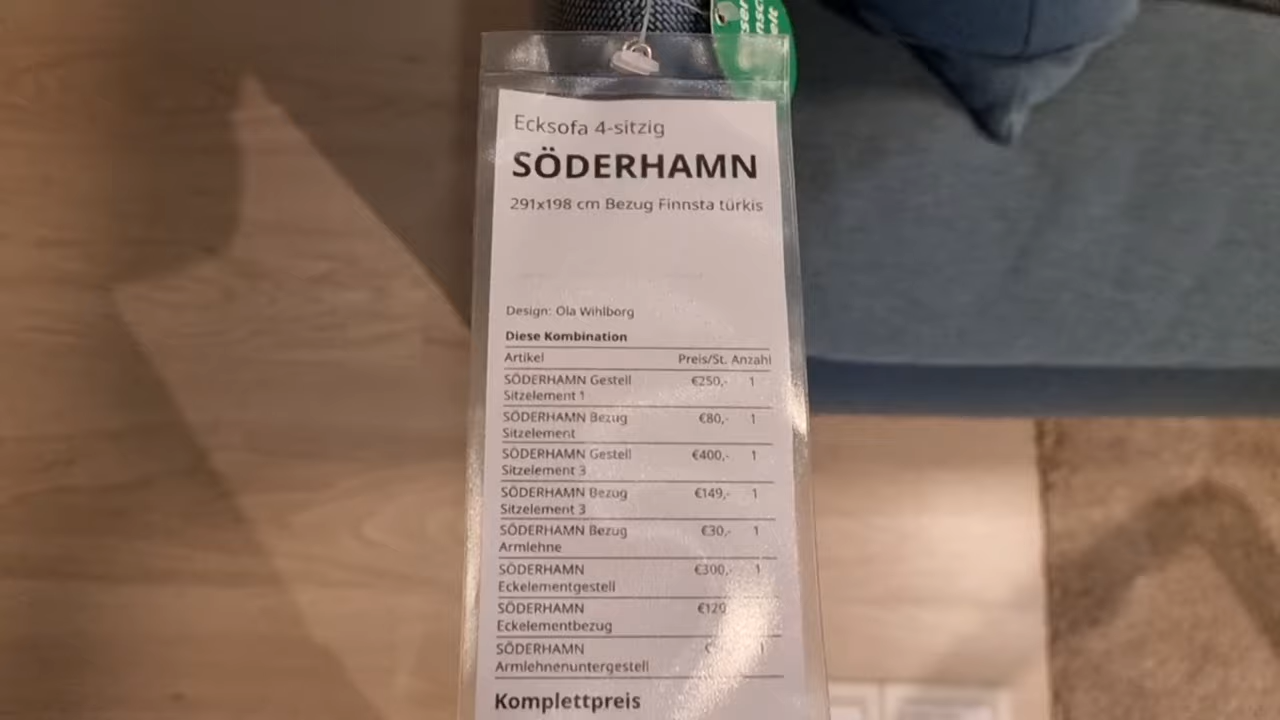 Ecksofa 4-sitzig
SÖDERHAMN
291x198 cm Bezug Finnsta türkis
Design: Ola Wihlborg
Diese Kombination
Artikel Preis/St. Anzahl
SÖDERHAMN Gestell €250,- 1
Sitzelement 1
SÖDERHAMN Bezug €80,- 1
Sitzelement
SÖDERHAMN Gestell €400,- 1
Sitzelement 3
SÖDERHAMN Bezug €149,- 1
Sitzelement 3
SÖDERHAMN Bezug €30,- 1
Armlehne
SÖDERHAMN €300,- 1
Eckelementgestell
SÖDERHAMN €120
Eckelementbezug
SÖDERHAMN 1
Armlehnenuntergestell
Komplettpreis